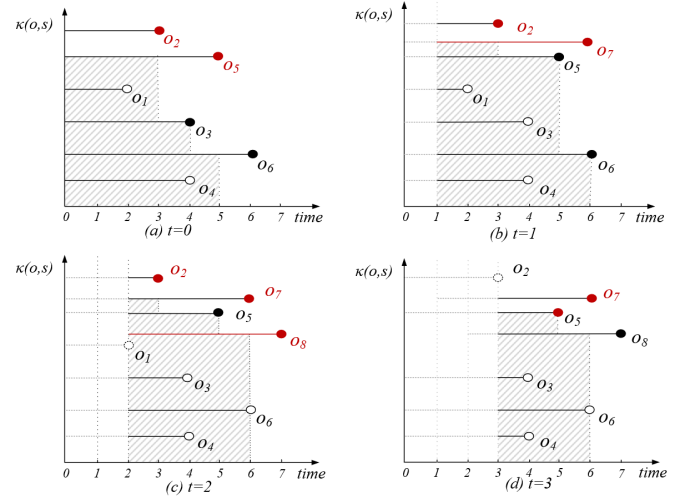 κ(o,s)
o2
o5
o1
o3
o6
o4
0 1 2 3 4 5 6 7 time
(a) t=0
κ(o,s)
o2
o7
o5
o1
o3
o6
o4
0 1 2 3 4 5 6 7 time
(b) t=1
κ(o,s)
o2
o7
o5
o8
o1
o3
o6
o4
0 1 2 3 4 5 6 7 time
(c) t=2
κ(o,s)
o2
o7
o5
o8
o3
o6
o4
0 1 2 3 4 5 6 7 time
(d) t=3